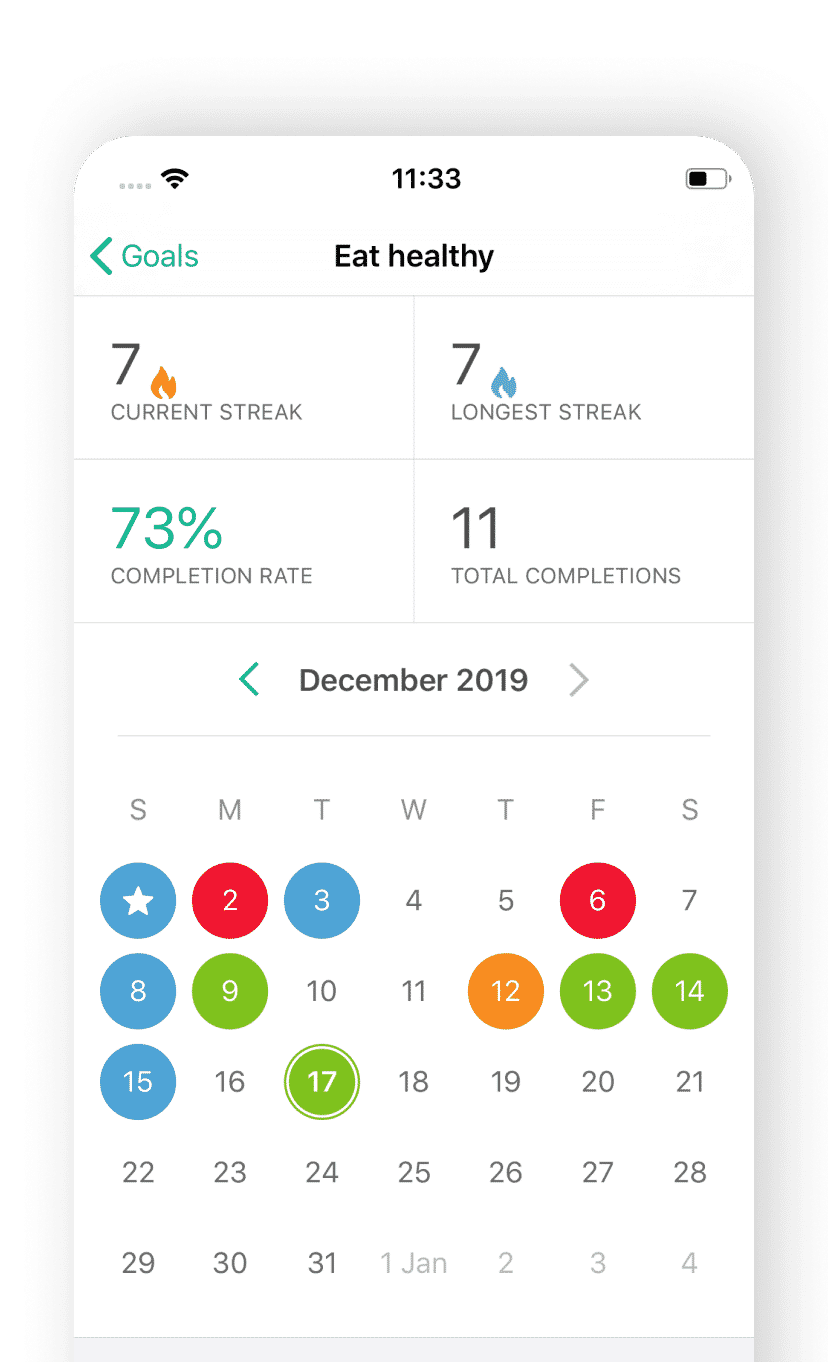 11:33
Goals Eat healthy
7 7
CURRENT STREAK LONGEST STREAK
73% 11
COMPLETION RATE TOTAL COMPLETIONS
December 2019
S M T W T F S
2 3 4 5 6 7
8 9 10 11 12 13 14
15 16 17 18 19 20 21
22 23 24 25 26 27 28
29 30 31 1 Jan 2 3 4